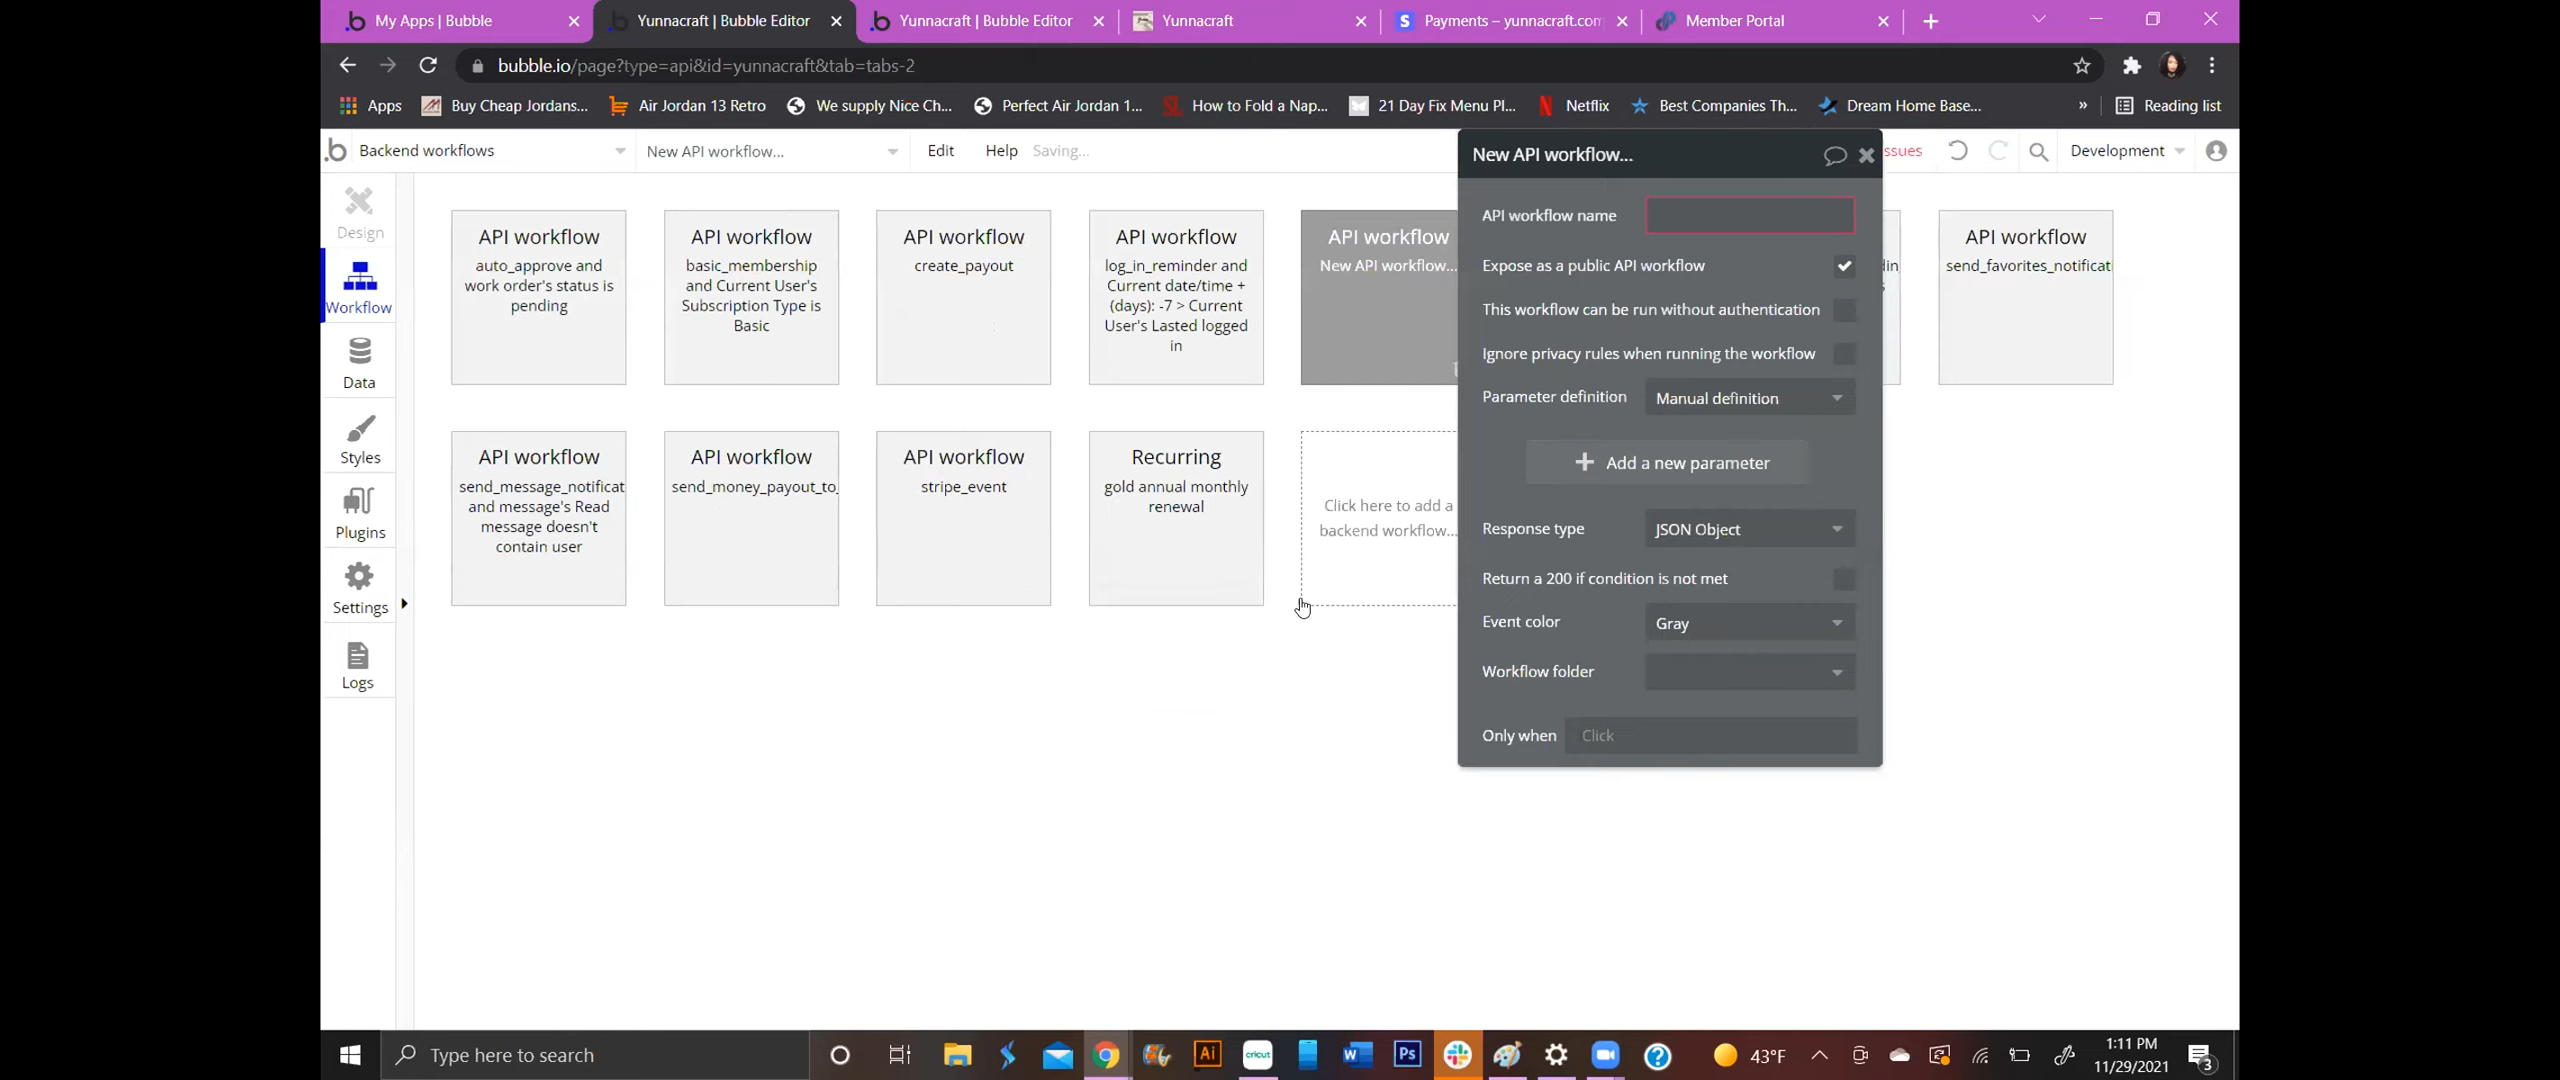 My Apps | Bubble
Yunnacraft | Bubble Editor
Yunnacraft | Bubble Editor
Yunnacraft
Payments – yunnacraft.com
Member Portal
bubble.io/page?type=api&id=yunnacraft&tab=tabs-2
Apps
Buy Cheap Jordans...
Air Jordan 13 Retro
We supply Nice Ch...
Perfect Air Jordan 1...
How to Fold a Nap...
21 Day Fix Menu Pl...
Netflix
Best Companies Th...
Dream Home Base...
»
Reading list
Backend workflows
New API workflow...
Edit
Help
Saving...
ssues
Development
Design
Workflow
Data
Styles
Plugins
Settings
Logs
API workflow
auto_approve and
work order's status is
pending
API workflow
basic_membership
and Current User's
Subscription Type is
Basic
API workflow
create_payout
API workflow
log_in_reminder and
Current date/time +
(days): -7 > Current
User's Lasted logged
in
API workflow
New API workflow...
API workflow
send_favorites_notificat
API workflow
send_message_notificat
and message's Read
message doesn't
contain user
API workflow
send_money_payout_to_
API workflow
stripe_event
Recurring
gold annual monthly
renewal
Click here to add a
backend workflow...
New API workflow...
API workflow name
Expose as a public API workflow
This workflow can be run without authentication
Ignore privacy rules when running the workflow
Parameter definition
Manual definition
Add a new parameter
Response type
JSON Object
Return a 200 if condition is not met
Event color
Gray
Workflow folder
Only when
Click
Type here to search
Ai
cricut
Ps
43°F
1:11 PM
11/29/2021
3